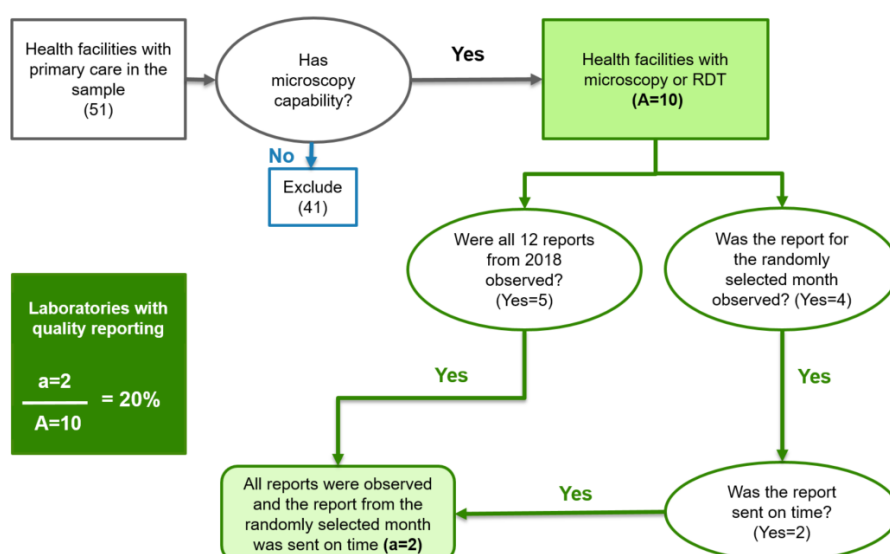 Health facilities with
primary care in the
sample
(51)
Has
microscopy
capability?
Yes
Health facilities with
microscopy or RDT
(A=10)
No
Exclude
(41)
Were all 12 reports
from 2018
observed?
(Yes=5)
Was the report for
the randomly
selected month
observed? (Yes=4)
Laboratories with
quality reporting
a=2
A=10
= 20%
Yes
Yes
All reports were observed
and the report from the
randomly selected month
was sent on time (a=2)
Yes
Was the report
sent on time?
(Yes=2)